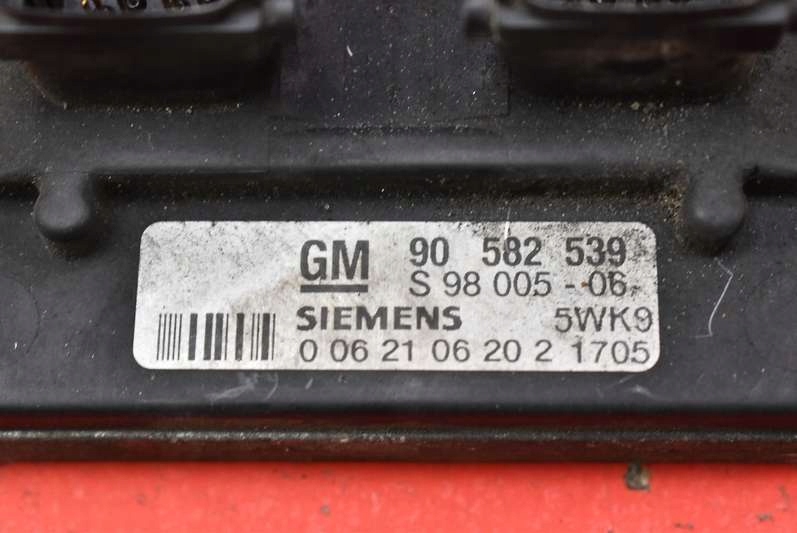 GM 90 582 539
S 98 005 - 06-
SIEMENS 5WK9
0 06 21 06 20 2 1705